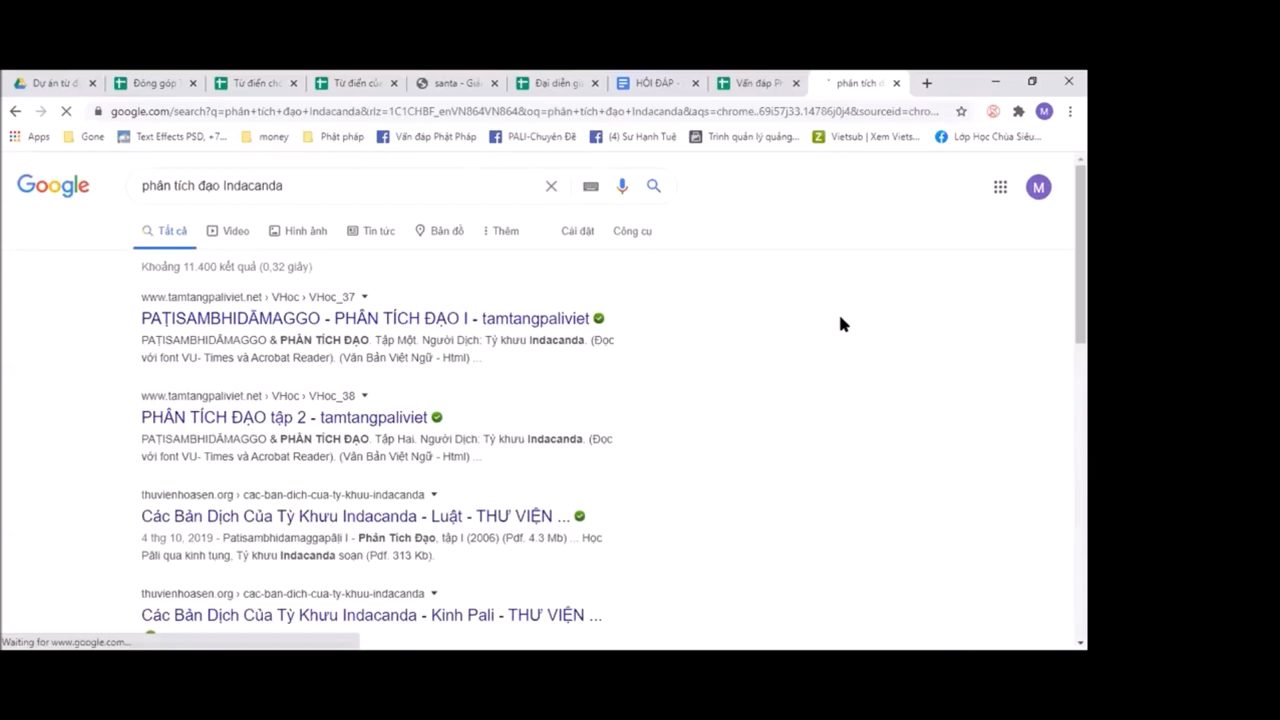 Dự án từ đ
Đóng góp
Từ điển ch
Từ điển củ
santa - Giả
Đại diễn gi
HỎI ĐÁP -
Vấn đáp P
phân tích đ
google.com/search?q=phân+tích+đạo+Indacanda&rlz=1C1CHBF_enVN864VN864&oq=phân+tích+đạo+Indacanda&aqs=chrome..69i57j33.14786j0j4&sourceid=chro...
Apps
Gone
Text Effects PSD, +7...
money
Phật pháp
Vấn đáp Phật Pháp
PALI-Chuyên Đề
(4) Sư Hạnh Tuệ
Trình quản lý quảng...
Vietsub | Xem Viets...
Lớp Học Chùa Siêu...
Google
phân tích đạo Indacanda
M
Tất cả
Video
Hình ảnh
Tin tức
Bản đồ
Thêm
Cài đặt
Công cụ
Khoảng 11.400 kết quả (0,32 giây)
www.tamtangpaliviet.net › VHoc › VHoc_37
PAṬISAMBHIDĀMAGGO - PHÂN TÍCH ĐẠO I - tamtangpaliviet
PAṬISAMBHIDĀMAGGO & PHÂN TÍCH ĐẠO. Tập Một. Người Dịch: Tỳ khưu Indacanda. (Đọc
với font VU- Times và Acrobat Reader). (Văn Bản Việt Ngữ - Html) ...
www.tamtangpaliviet.net › VHoc › VHoc_38
PHÂN TÍCH ĐẠO tập 2 - tamtangpaliviet
PAṬISAMBHIDĀMAGGO & PHÂN TÍCH ĐẠO. Tập Hai. Người Dịch: Tỳ khưu Indacanda. (Đọc
với font VU- Times và Acrobat Reader). (Văn Bản Việt Ngữ - Html) ...
thuvienhoasen.org › cac-ban-dich-cua-ty-khuu-indacanda
Các Bản Dịch Của Tỳ Khưu Indacanda - Luật - THƯ VIỆN ...
4 thg 10, 2019 - Patisambhidamaggapāḷi I - Phân Tích Đạo, tập I (2006) (Pdf. 4.3 Mb) ... Học
Pāli qua kinh tụng, Tỳ khưu Indacanda soạn (Pdf. 313 Kb).
thuvienhoasen.org › cac-ban-dich-cua-ty-khuu-indacanda
Các Bản Dịch Của Tỳ Khưu Indacanda - Kinh Pali - THƯ VIỆN ...
Waiting for www.google.com...